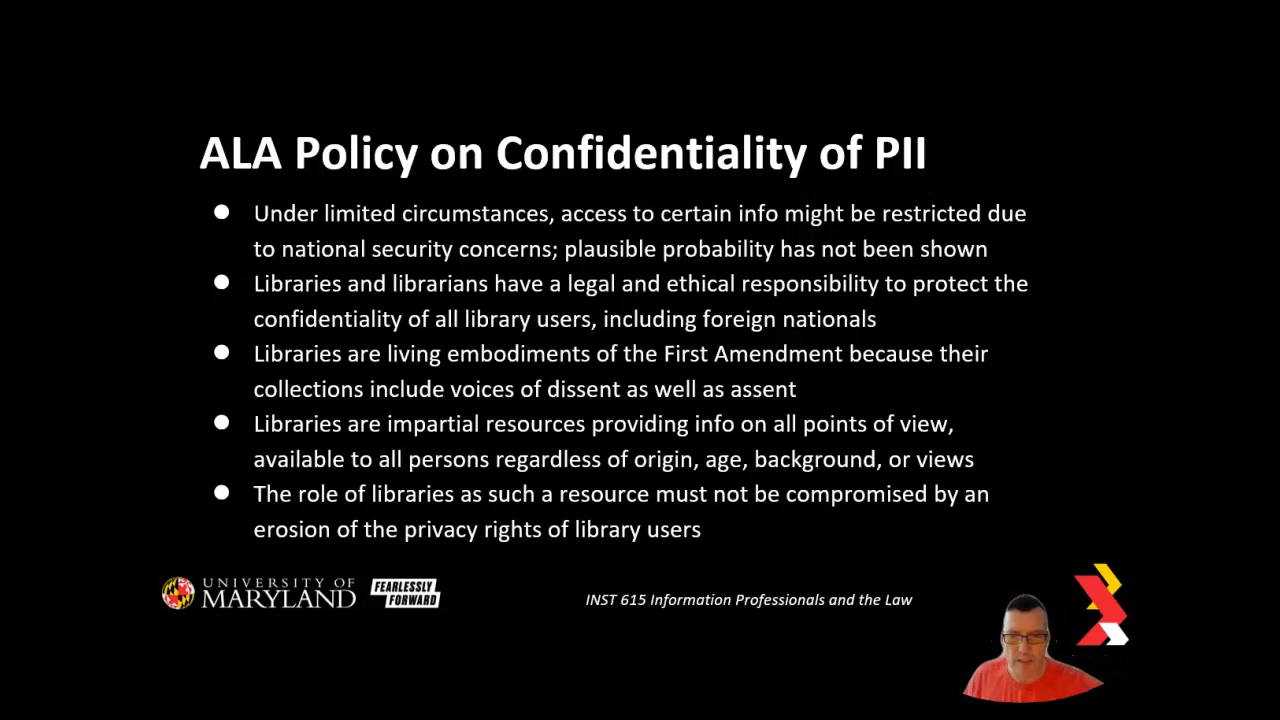 ALA Policy on Confidentiality of PII
● Under limited circumstances, access to certain info might be restricted due
to national security concerns; plausible probability has not been shown
● Libraries and librarians have a legal and ethical responsibility to protect the
confidentiality of all library users, including foreign nationals
● Libraries are living embodiments of the First Amendment because their
collections include voices of dissent as well as assent
● Libraries are impartial resources providing info on all points of view,
available to all persons regardless of origin, age, background, or views
● The role of libraries as such a resource must not be compromised by an
erosion of the privacy rights of library users
UNIVERSITY OF
MARYLAND
FEARLESSLY
FORWARD
INST 615 Information Professionals and the Law